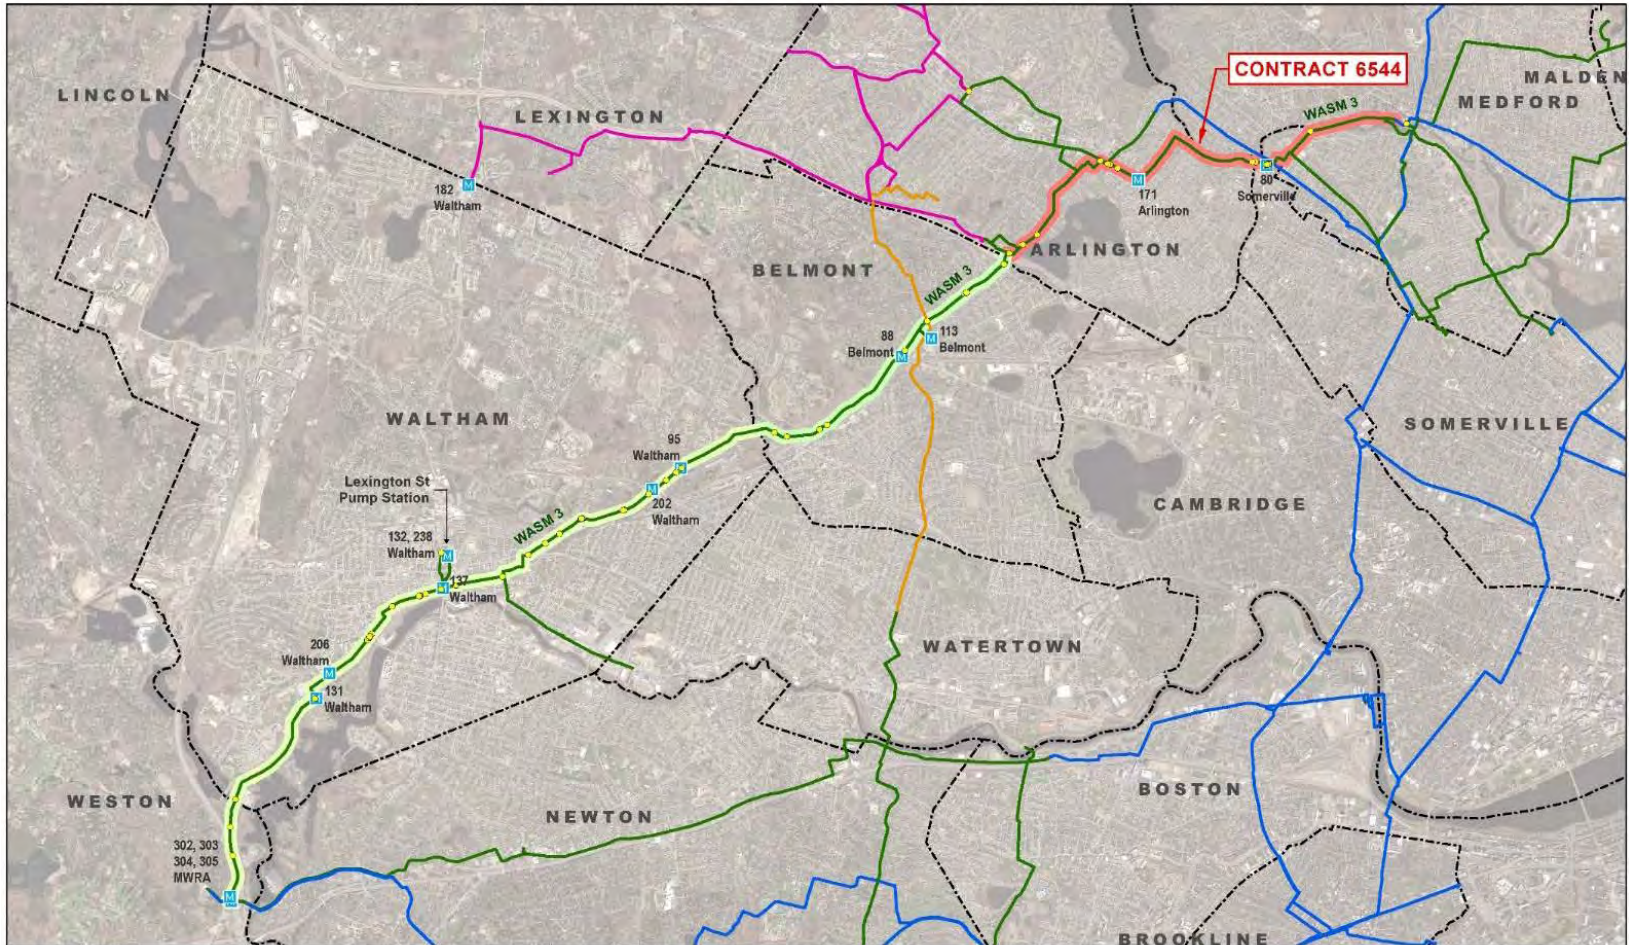 CONTRACT 6544
LINCOLN
MALDEN
MEDFORD
WASM 3
LEXINGTON
182
Waltham
M
80
Somerville
M
171
Arlington
ARLINGTON
BELMONT
WASM 3
88
Belmont
M
M
113
Belmont
WALTHAM
SOMERVILLE
95
Waltham
M
Lexington St
Pump Station
M
202
Waltham
CAMBRIDGE
WASM 3
132, 238
Waltham
M
137
Waltham
WATERTOWN
206
Waltham
M
131
Waltham
WESTON
NEWTON
BOSTON
302, 303
304, 305
MWRA
M
BROOKLINE